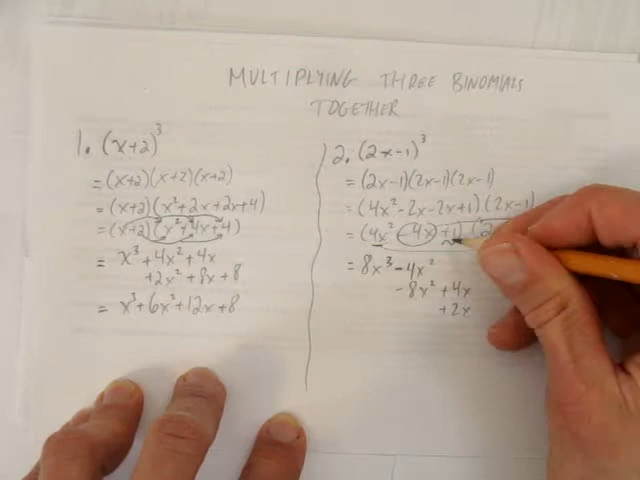 MULTIPLYING THREE BINOMIALS
TOGETHER
1. (x+2)³
= (x+2)(x+2)(x+2)
= (x+2)(x²+2x+2x+4)
= (x+2)(x²+4x+4)
= x³+4x²+4x
+2x²+8x+8
= x³+6x²+12x+8
2. (2x-1)³
= (2x-1)(2x-1)(2x-1)
= (4x²-2x-2x+1)(2x-1)
= (4x²-4x+1)(2
= 8x³-4x²
-8x²+4x
+2x